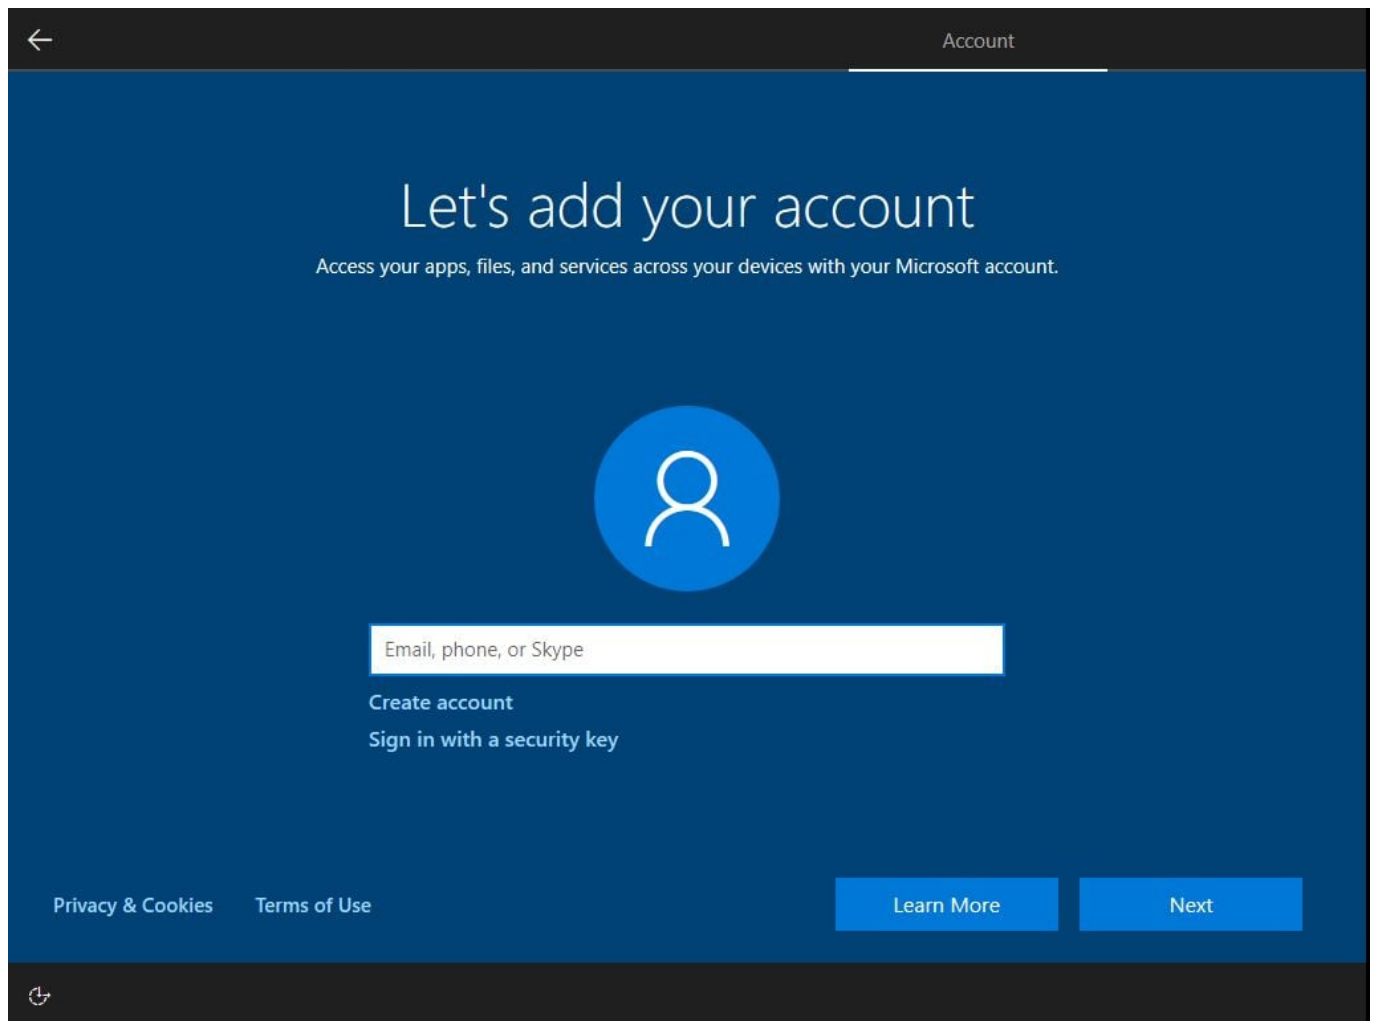 Account
Let's add your account
Access your apps, files, and services across your devices with your Microsoft account.
Email, phone, or Skype
Create account
Sign in with a security key
Privacy & Cookies
Terms of Use
Learn More
Next